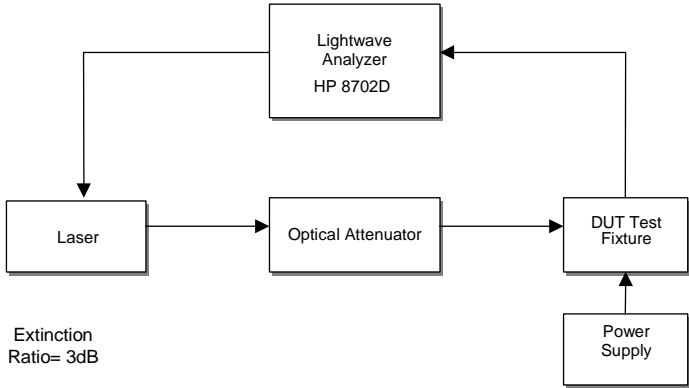 Lightwave
Analyzer
HP 8702D
Laser
Optical Attenuator
DUT Test
Fixture
Extinction
Ratio= 3dB
Power
Supply